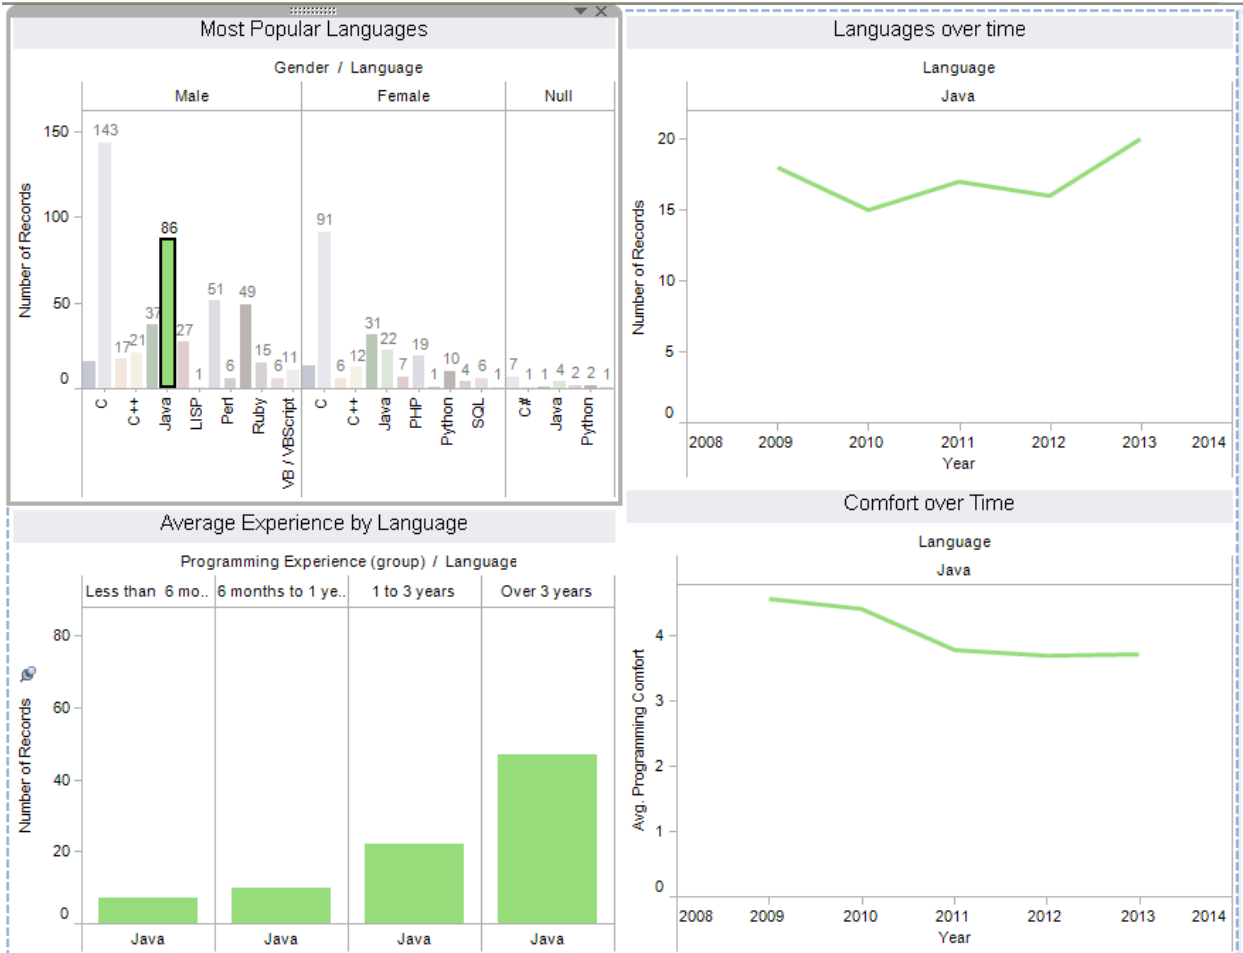 Most Popular Languages
Gender / Language
Male Female Null
Number of Records
150
100
50
0
143
17
21
37
86
27
1
51
6
49
15
6
11
91
6
12
31
22
7
19
1
10
4
6
1
7
1
1
4
2
2
1
C
C++
Java
LISP
Perl
Ruby
VB / VBScript
C
C++
Java
PHP
Python
SQL
C#
Java
Python
Languages over time
Language
Java
Number of Records
20
15
10
5
0
2008 2009 2010 2011 2012 2013 2014
Year
Average Experience by Language
Programming Experience (group) / Language
Less than 6 mo.. 6 months to 1 ye.. 1 to 3 years Over 3 years
Number of Records
80
60
40
20
0
Java Java Java Java
Comfort over Time
Language
Java
Avg. Programming Comfort
4
3
2
1
0
2008 2009 2010 2011 2012 2013 2014
Year